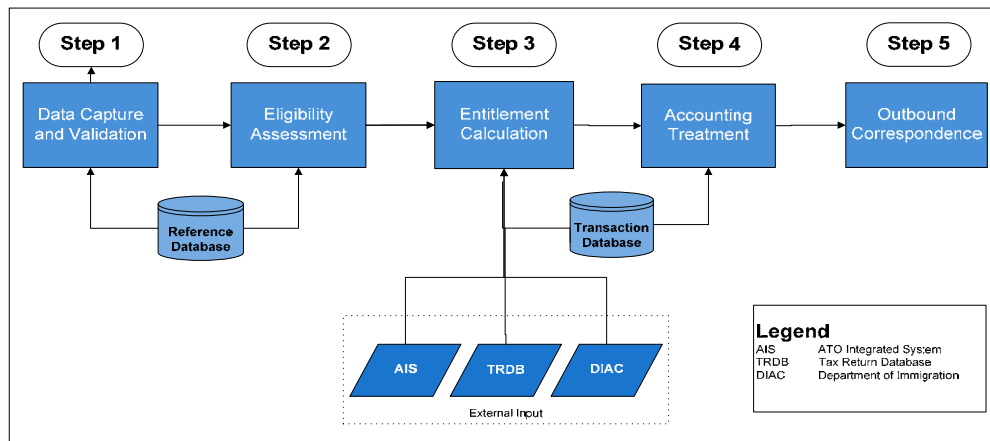 Step 1
Step 2
Step 3
Step 4
Step 5
Data Capture
and Validation
Eligibility
Assessment
Entitlement
Calculation
Accounting
Treatment
Outbound
Correspondence
Reference
Database
Transaction
Database
AIS
TRDB
DIAC
External Input
Legend
AIS ATO Integrated System
TRDB Tax Return Database
DIAC Department of Immigration